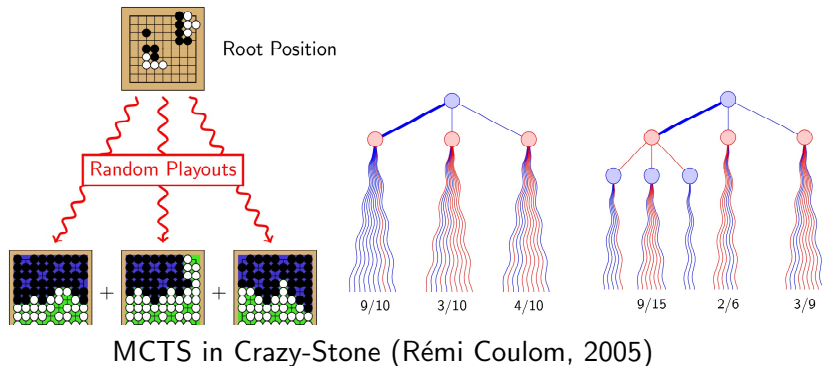 Root Position
Random Playouts
+ +
9/10 3/10 4/10
9/15 2/6 3/9
MCTS in Crazy-Stone (Rémi Coulom, 2005)